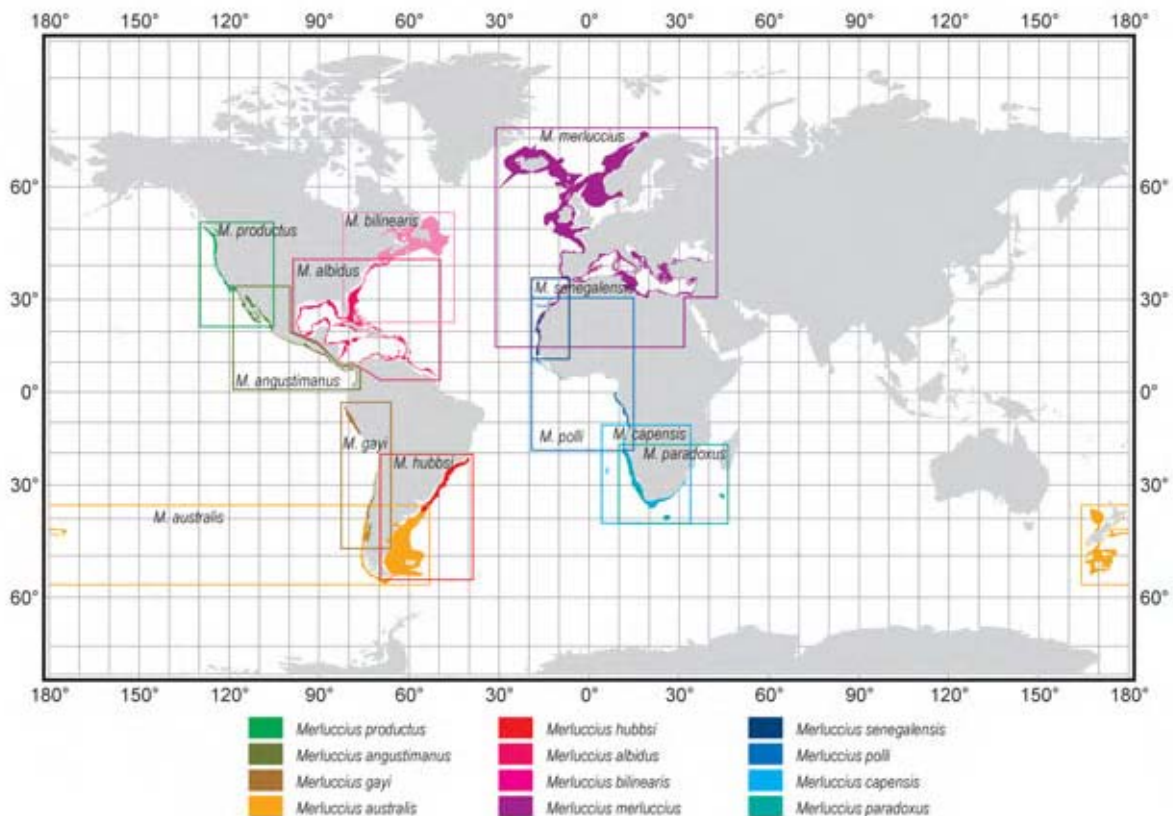 180° 150° 120° 90° 60° 30° 0° 30° 60° 90° 120° 150° 180°
M. merluccius
60° 60°
M. bilinearis
M. productus
M. albidus
30° M. senegalensis 30°
M. angustimanus
0° 0°
M. gayi M. polli M. capensis
M. hubbsi M. paradoxus
30° 30°
M. australis
60° 60°
180° 150° 120° 90° 60° 30° 0° 30° 60° 90° 120° 150° 180°
Merluccius productus Merluccius hubbsi Merluccius senegalensis
Merluccius angustimanus Merluccius albidus Merluccius polli
Merluccius gayi Merluccius bilinearis Merluccius capensis
Merluccius australis Merluccius merluccius Merluccius paradoxus